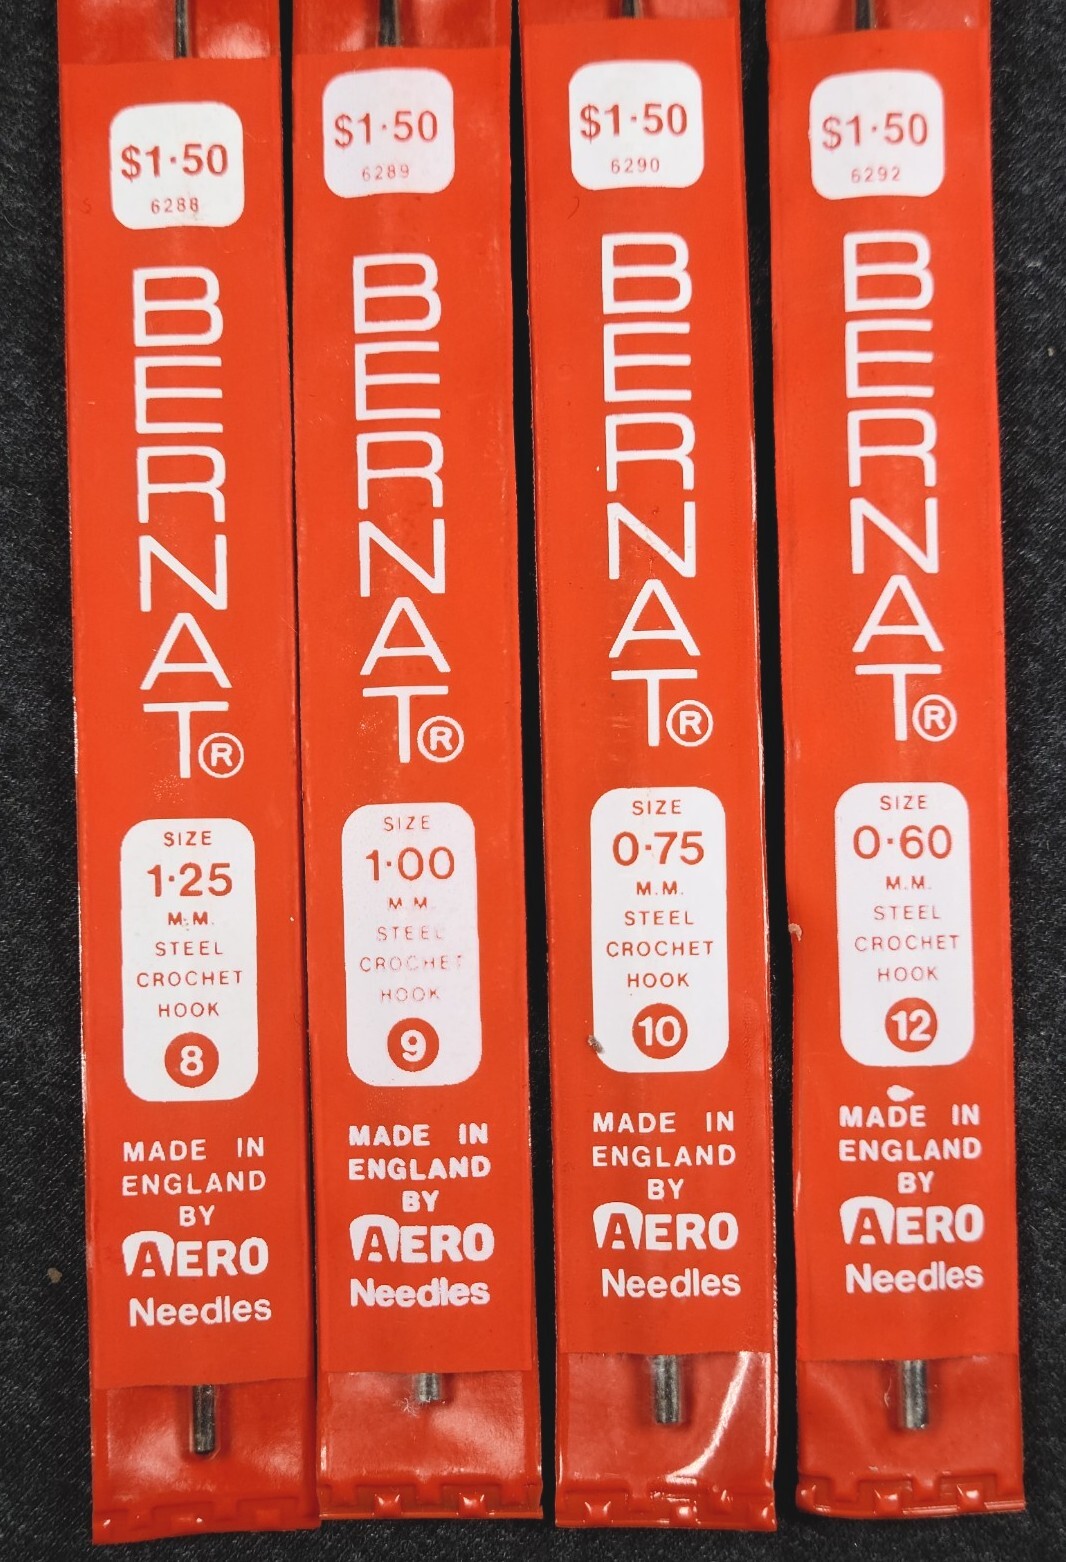 $1·50
6288
BERNAT®
SIZE
1·25
M.M.
STEEL
CROCHET
HOOK
8
MADE IN
ENGLAND
BY
AERO
Needles
$1·50
6289
BERNAT®
SIZE
1·00
M.M.
STEEL
CROCHET
HOOK
9
MADE IN
ENGLAND
BY
AERO
Needles
$1·50
6290
BERNAT®
SIZE
0·75
M.M.
STEEL
CROCHET
HOOK
10
MADE IN
ENGLAND
BY
AERO
Needles
$1·50
6292
BERNAT®
SIZE
0·60
M.M.
STEEL
CROCHET
HOOK
12
MADE IN
ENGLAND
BY
AERO
Needles